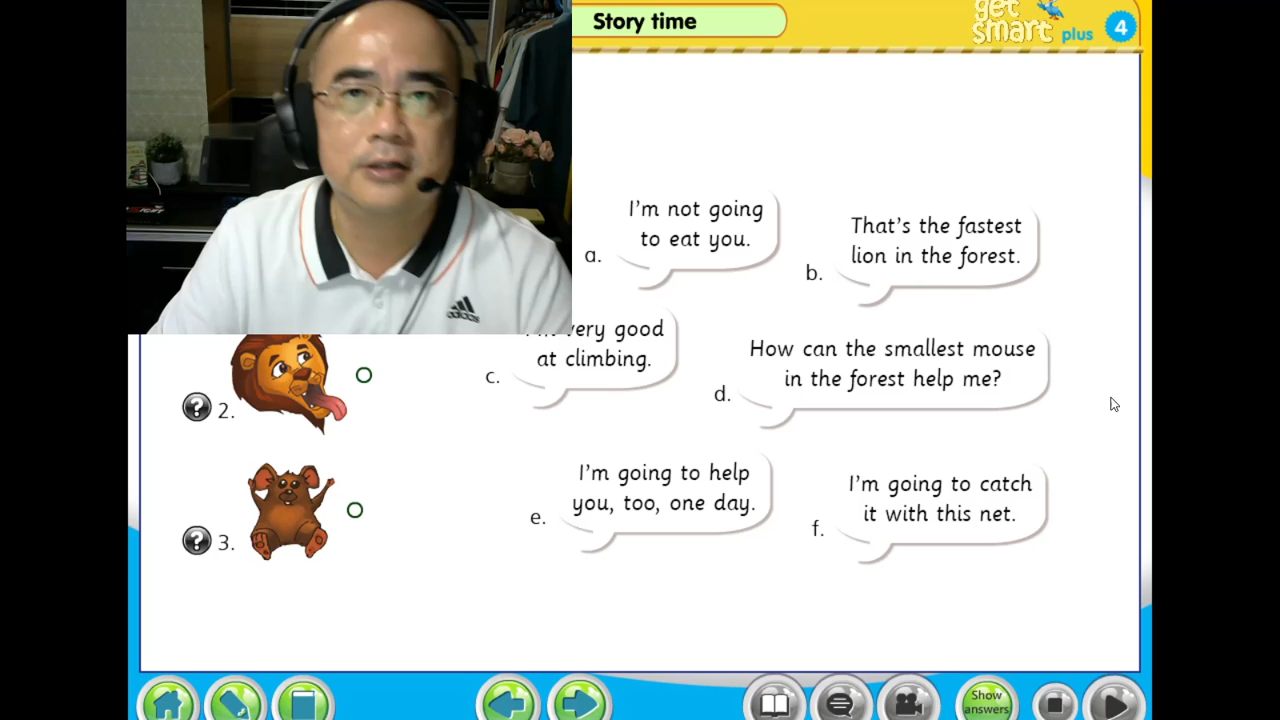 Story time
get
smart plus 4
a. I'm not going
to eat you.
b. That's the fastest
lion in the forest.
c. very good
at climbing.
d. How can the smallest mouse
in the forest help me?
2.
e. I'm going to help
you, too, one day.
f. I'm going to catch
it with this net.
3.
adidas
Show
answers